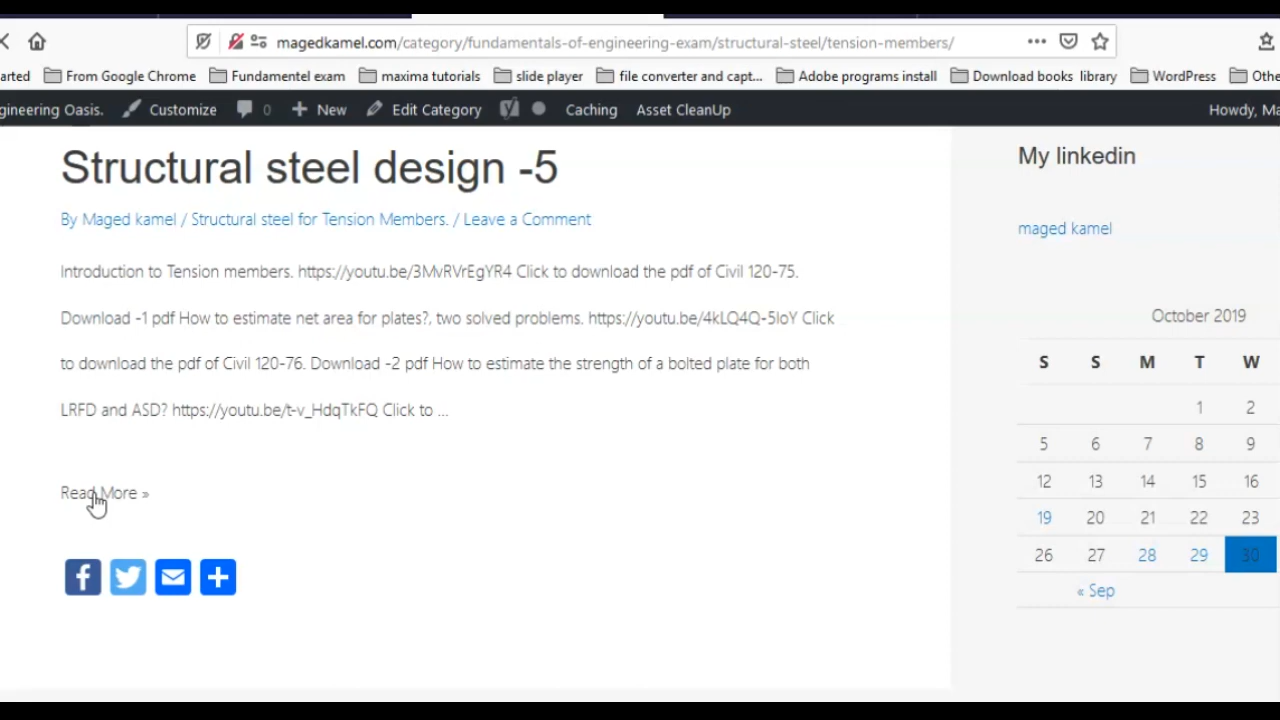 magedkamel.com/category/fundamentals-of-engineering-exam/structural-steel/tension-members/
arted From Google Chrome Fundamentel exam maxima tutorials slide player file converter and capt... Adobe programs install Download books library WordPress Othe
gineering Oasis. Customize 0 New Edit Category Caching Asset CleanUp Howdy, Ma
Structural steel design -5
By Maged kamel / Structural steel for Tension Members. / Leave a Comment
Introduction to Tension members. https://youtu.be/3MvRVrEgYR4 Click to download the pdf of Civil 120-75.
Download -1 pdf How to estimate net area for plates?, two solved problems. https://youtu.be/4kLQ4Q-5IoY Click
to download the pdf of Civil 120-76. Download -2 pdf How to estimate the strength of a bolted plate for both
LRFD and ASD? https://youtu.be/t-v_HdqTkFQ Click to ...
Read More »
My linkedin
maged kamel
October 2019
S S M T W
1 2
5 6 7 8 9
12 13 14 15 16
19 20 21 22 23
26 27 28 29 30
« Sep